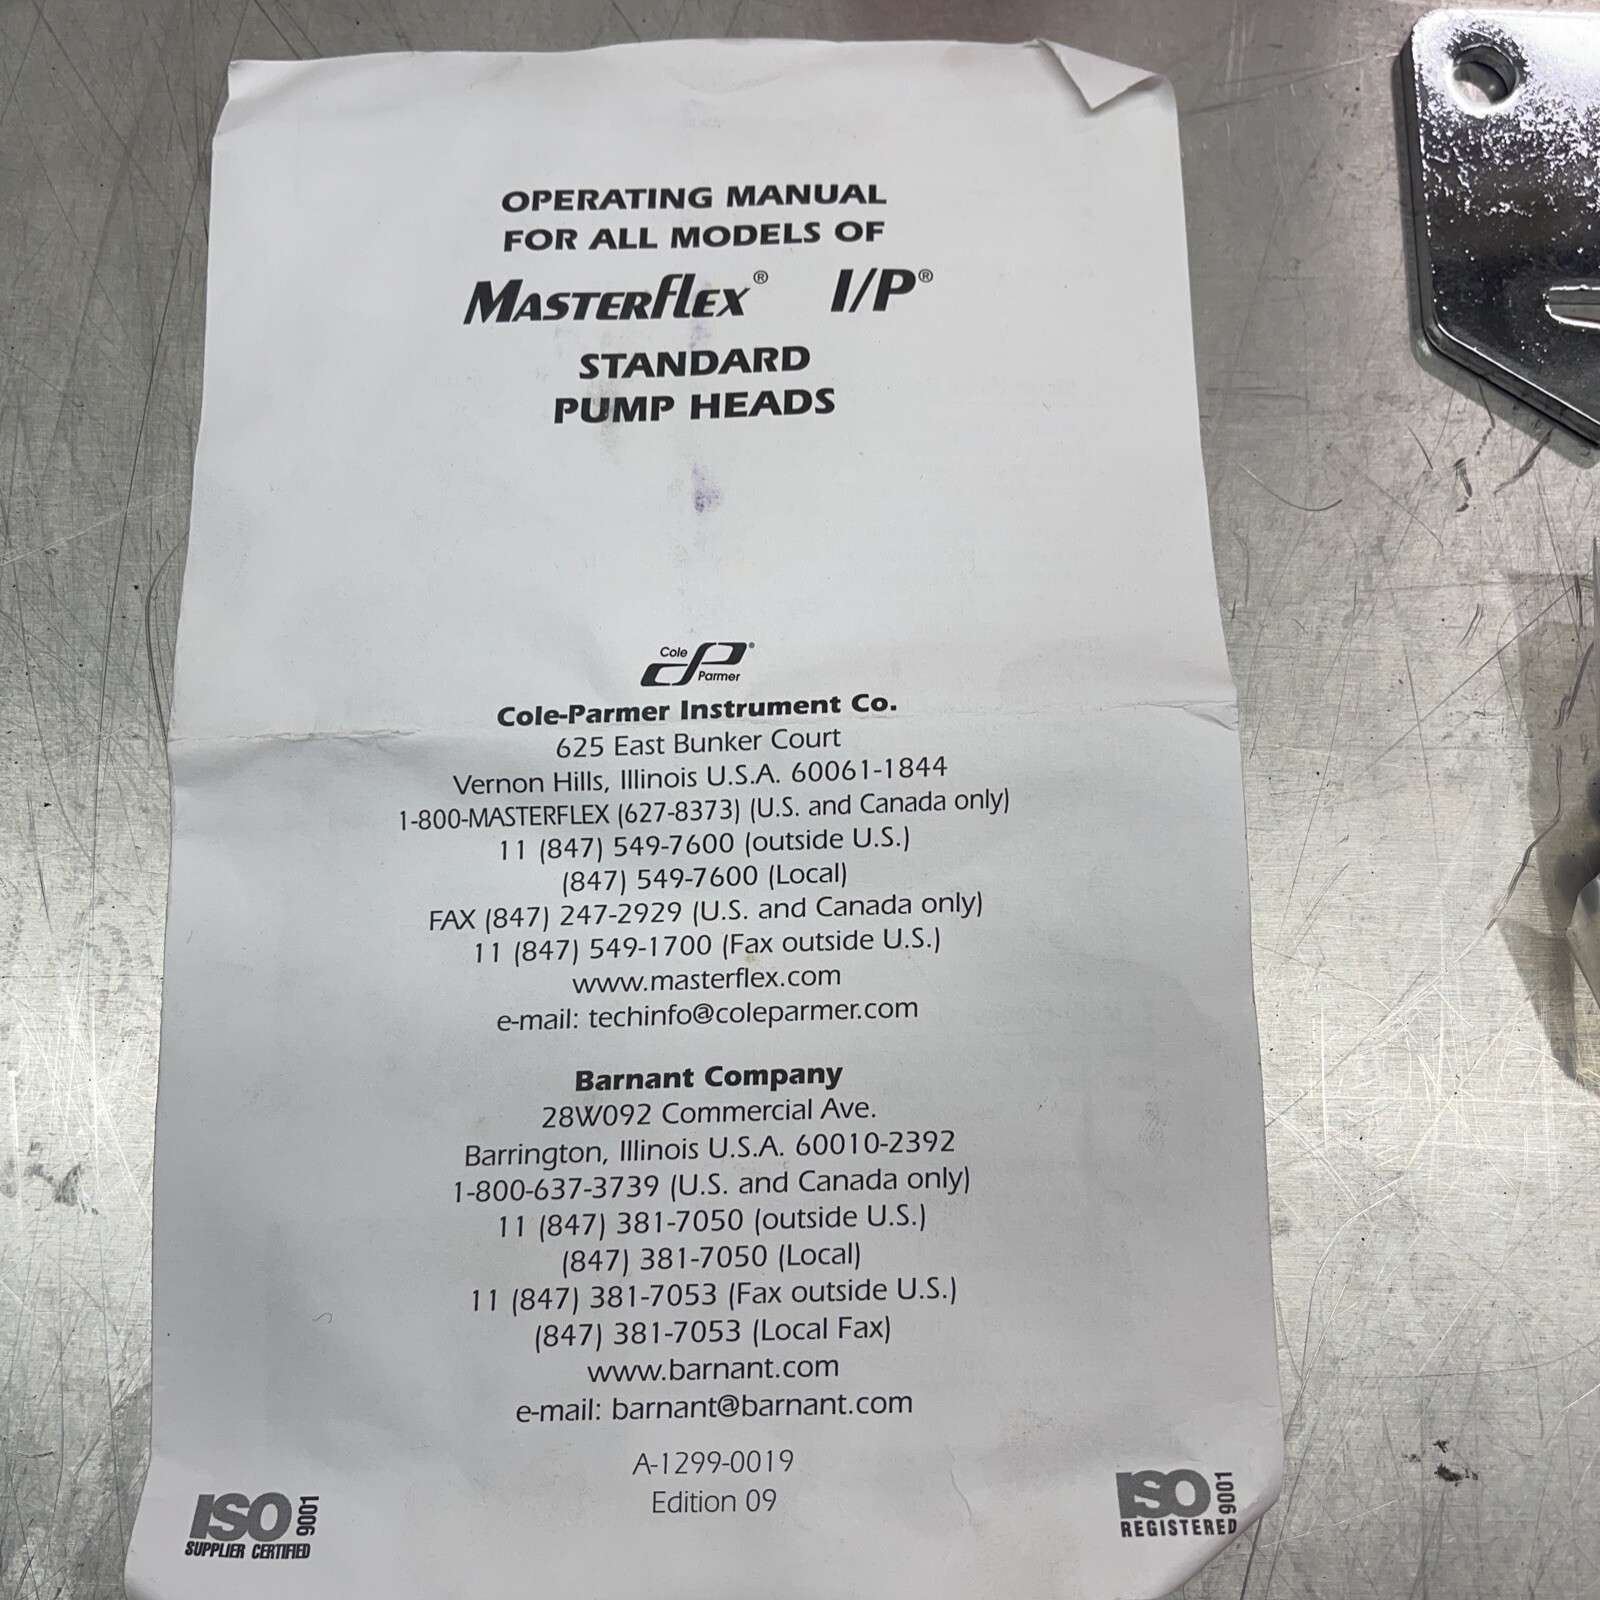 OPERATING MANUAL
FOR ALL MODELS OF
MASTERFLEX® I/P®
STANDARD
PUMP HEADS
Cole Parmer®
Cole-Parmer Instrument Co.
625 East Bunker Court
Vernon Hills, Illinois U.S.A. 60061-1844
1-800-MASTERFLEX (627-8373) (U.S. and Canada only)
11 (847) 549-7600 (outside U.S.)
(847) 549-7600 (Local)
FAX (847) 247-2929 (U.S. and Canada only)
11 (847) 549-1700 (Fax outside U.S.)
www.masterflex.com
e-mail: techinfo@coleparmer.com
Barnant Company
28W092 Commercial Ave.
Barrington, Illinois U.S.A. 60010-2392
1-800-637-3739 (U.S. and Canada only)
11 (847) 381-7050 (outside U.S.)
(847) 381-7050 (Local)
11 (847) 381-7053 (Fax outside U.S.)
(847) 381-7053 (Local Fax)
www.barnant.com
e-mail: barnant@barnant.com
A-1299-0019
Edition 09
ISO 9001
SUPPLIER CERTIFIED
ISO 9001
REGISTERED